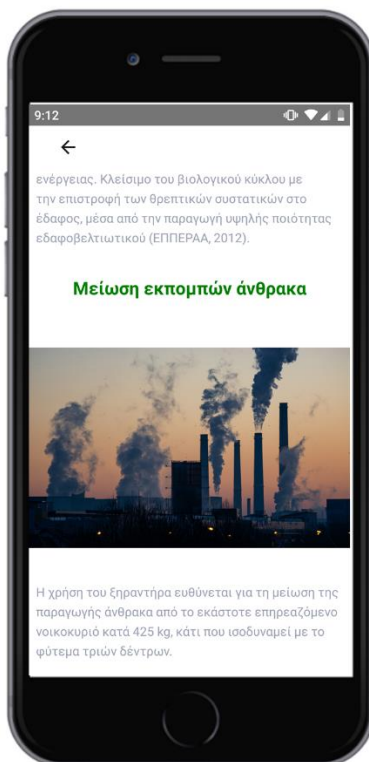 9:12
ενέργειας. Κλείσιμο του βιολογικού κύκλου με
την επιστροφή των θρεπτικών συστατικών στο
έδαφος, μέσα από την παραγωγή υψηλής ποιότητας
εδαφοβελτιωτικού (ΕΠΠΕΡΑΑ, 2012).
Μείωση εκπομπών άνθρακα
Η χρήση του ξηραντήρα ευθύνεται για τη μείωση της
παραγωγής άνθρακα από το εκάστοτε επηρεαζόμενο
νοικοκυριό κατά 425 kg, κάτι που ισοδυναμεί με το
φύτεμα τριών δέντρων.